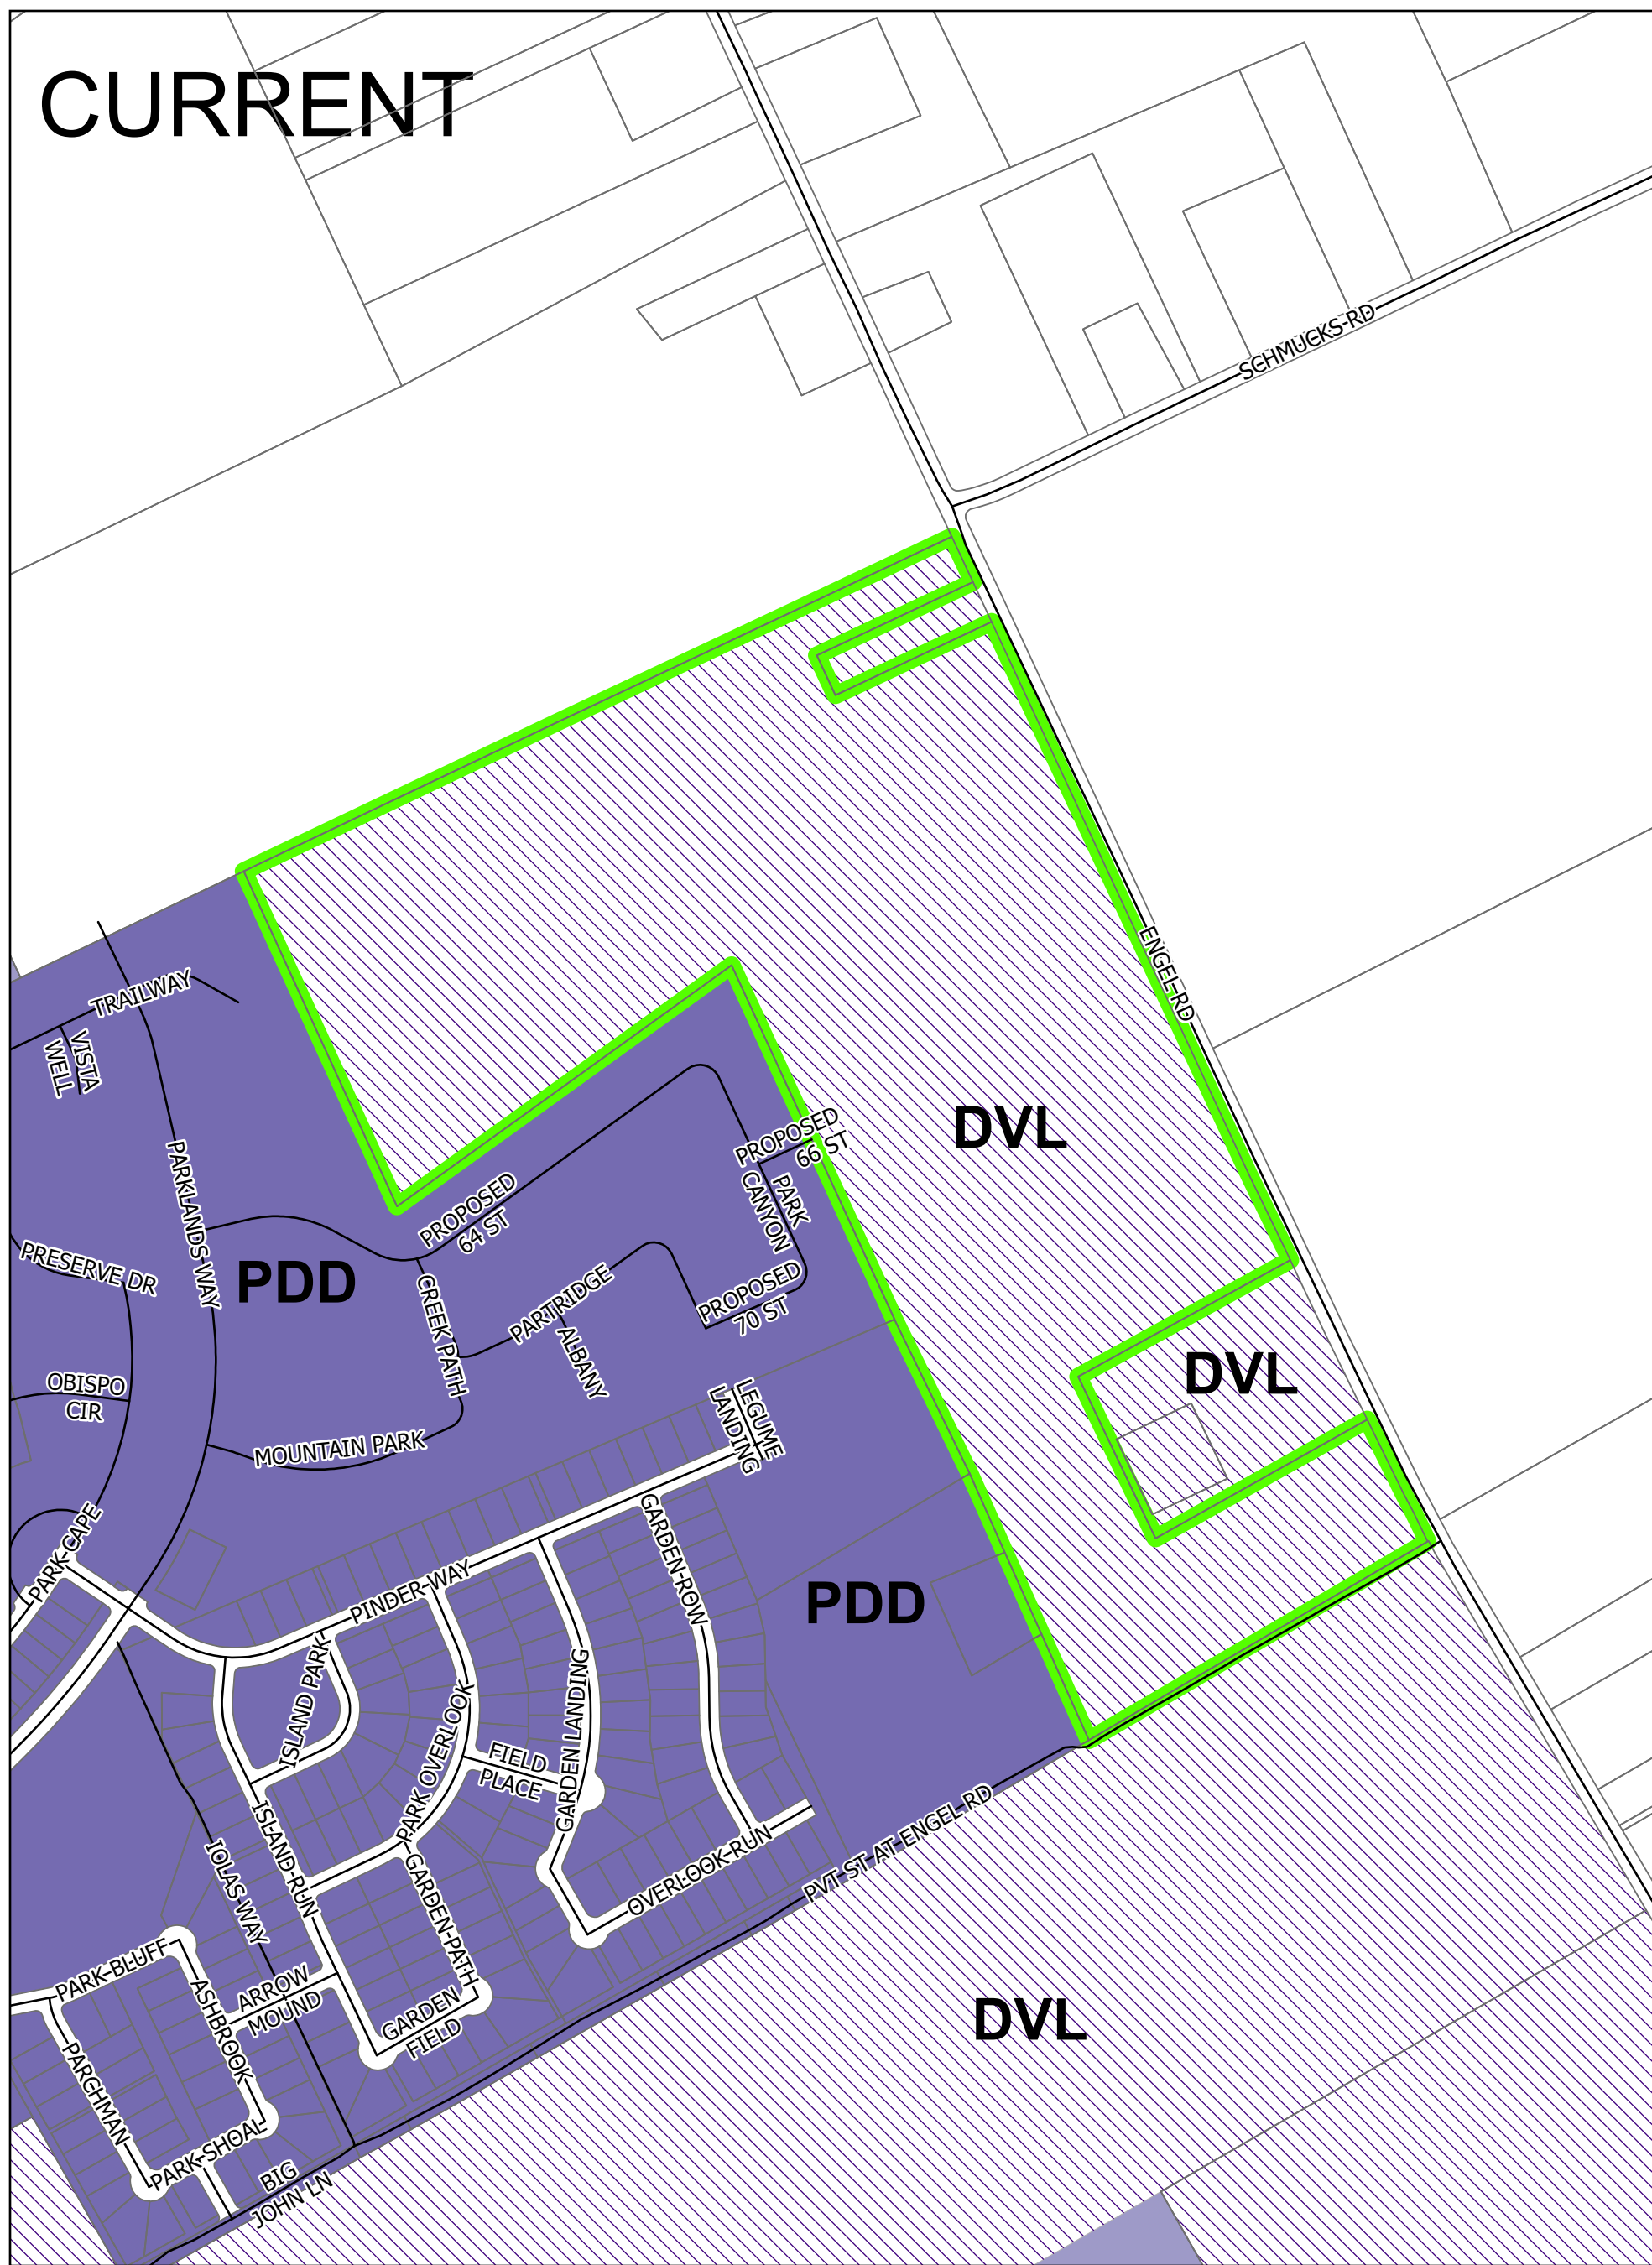 CURRENT
SCHMUCKS RD
ENGEL RD
TRAILWAY
VISTA
WELL
PARKLANDS WAY
DVL
PROPOSED
66 ST
PARK
CANYON
PROPOSED
64 ST
PRESERVE DR
PDD
PROPOSED
70 ST
CREEK PATH
PARTRIDGE
ALBANY
DVL
OBISPO
CIR
MOUNTAIN PARK
LEGUME
LANDING
PARK CAPE
PINDER WAY
GARDEN ROW
PDD
ISLAND PARK
PARK OVERLOOK
GARDEN LANDING
FIELD
PLACE
ISLAND RUN
IOLAS WAY
GARDEN PATH
OVERLOOK RUN
PVT ST AT ENGEL RD
PARK BLUFF
ASHBROOK
ARROW
MOUND
GARDEN
FIELD
DVL
PARCHMAN
PARK SHOAL
BIG
JOHN LN